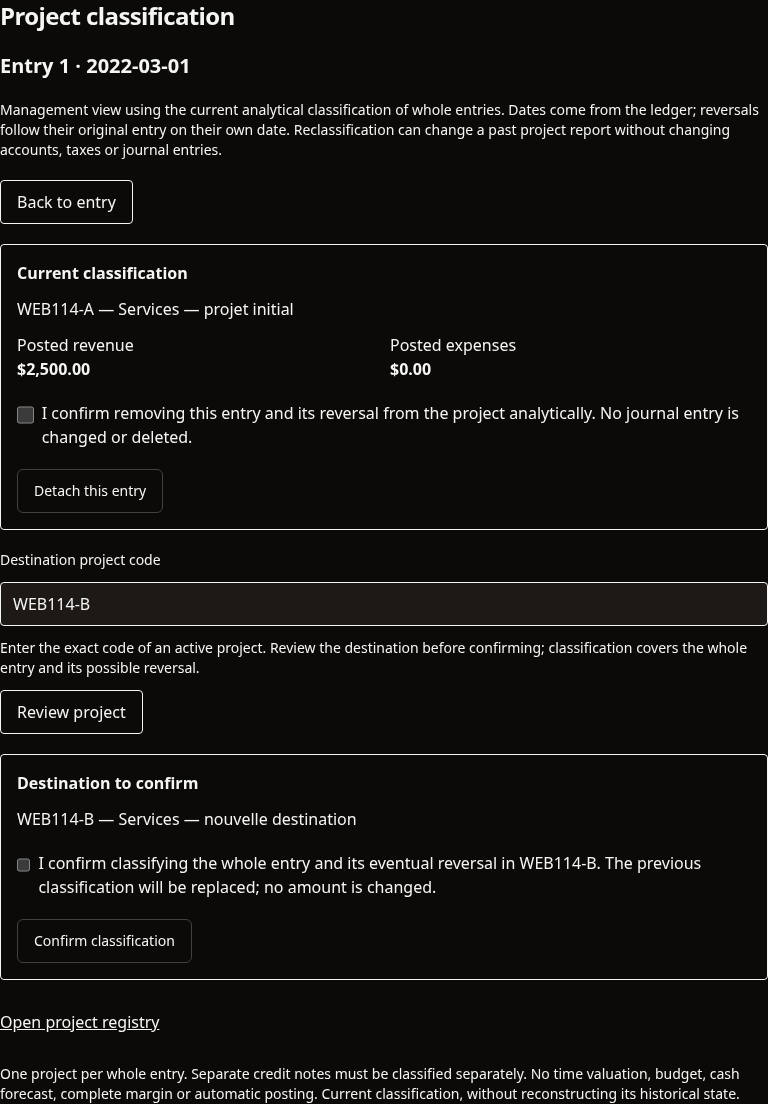 Project classification
Entry 1 · 2022-03-01
Management view using the current analytical classification of whole entries. Dates come from the ledger; reversals
follow their original entry on their own date. Reclassification can change a past project report without changing
accounts, taxes or journal entries.
Back to entry
Current classification
WEB114-A — Services — projet initial
Posted revenue
$2,500.00
Posted expenses
$0.00
I confirm removing this entry and its reversal from the project analytically. No journal entry is
changed or deleted.
Detach this entry
Destination project code
WEB114-B
Enter the exact code of an active project. Review the destination before confirming; classification covers the whole
entry and its possible reversal.
Review project
Destination to confirm
WEB114-B — Services — nouvelle destination
I confirm classifying the whole entry and its eventual reversal in WEB114-B. The previous
classification will be replaced; no amount is changed.
Confirm classification
Open project registry
One project per whole entry. Separate credit notes must be classified separately. No time valuation, budget, cash
forecast, complete margin or automatic posting. Current classification, without reconstructing its historical state.